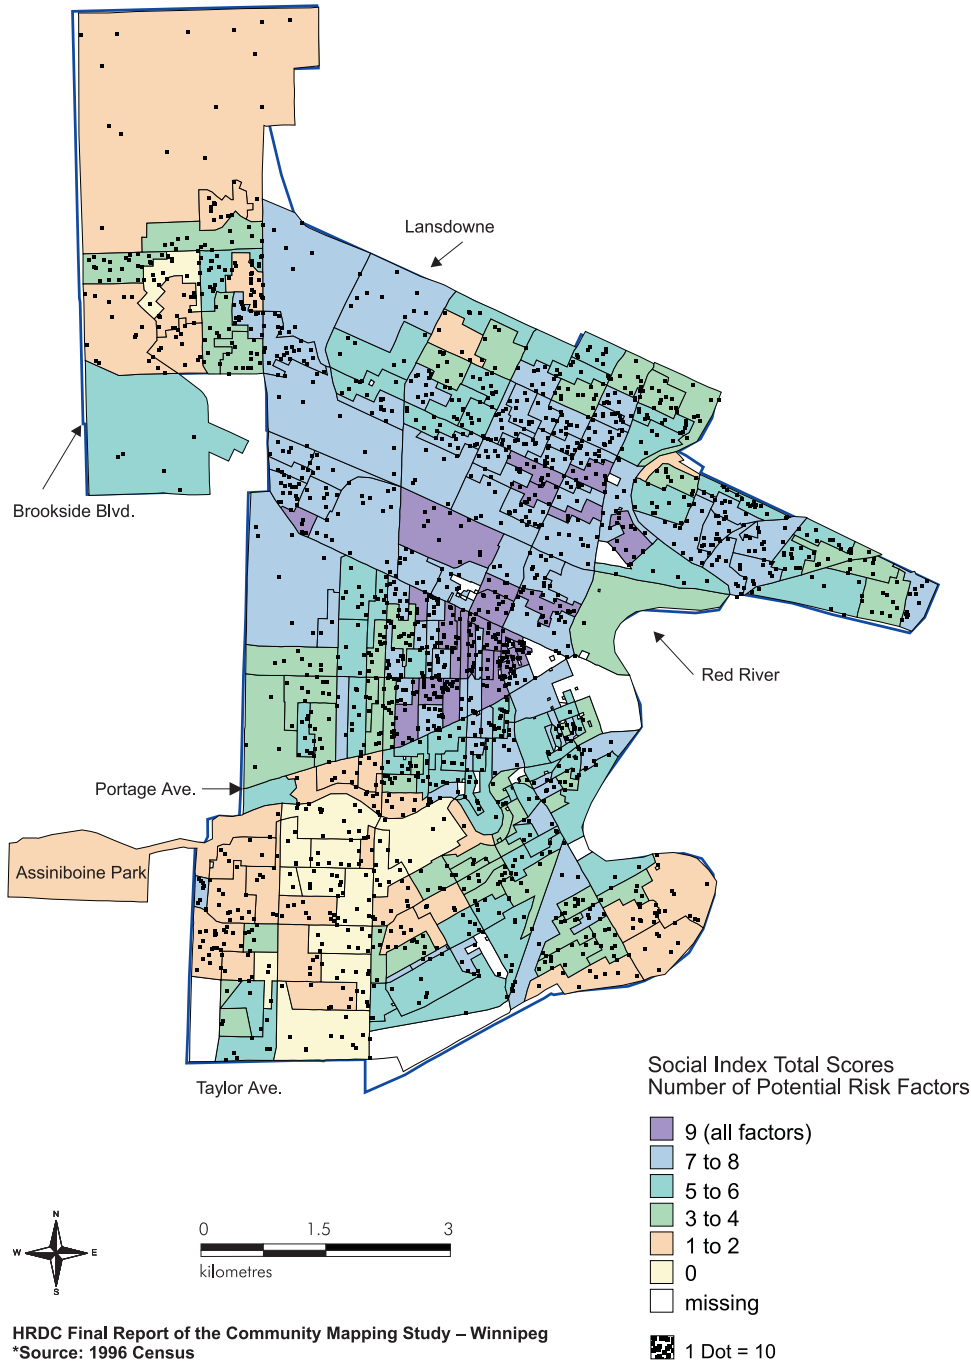 Lansdowne
Brookside Blvd.
Red River
Portage Ave.
Assiniboine Park
Taylor Ave.
Social Index Total Scores
Number of Potential Risk Factors
9 (all factors)
7 to 8
5 to 6
3 to 4
1 to 2
0
missing
1 Dot = 10
N
W E
S
0 1.5 3
kilometres
HRDC Final Report of the Community Mapping Study – Winnipeg
*Source: 1996 Census